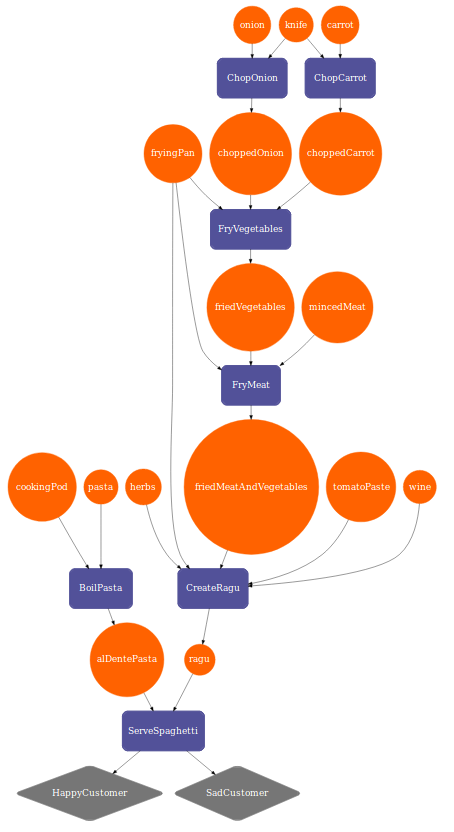 onion
knife
carrot
ChopOnion
ChopCarrot
fryingPan
choppedOnion
choppedCarrot
FryVegetables
friedVegetables
mincedMeat
FryMeat
cookingPod
pasta
herbs
friedMeatAndVegetables
tomatoPaste
wine
BoilPasta
CreateRagu
alDentePasta
ragu
ServeSpaghetti
HappyCustomer
SadCustomer